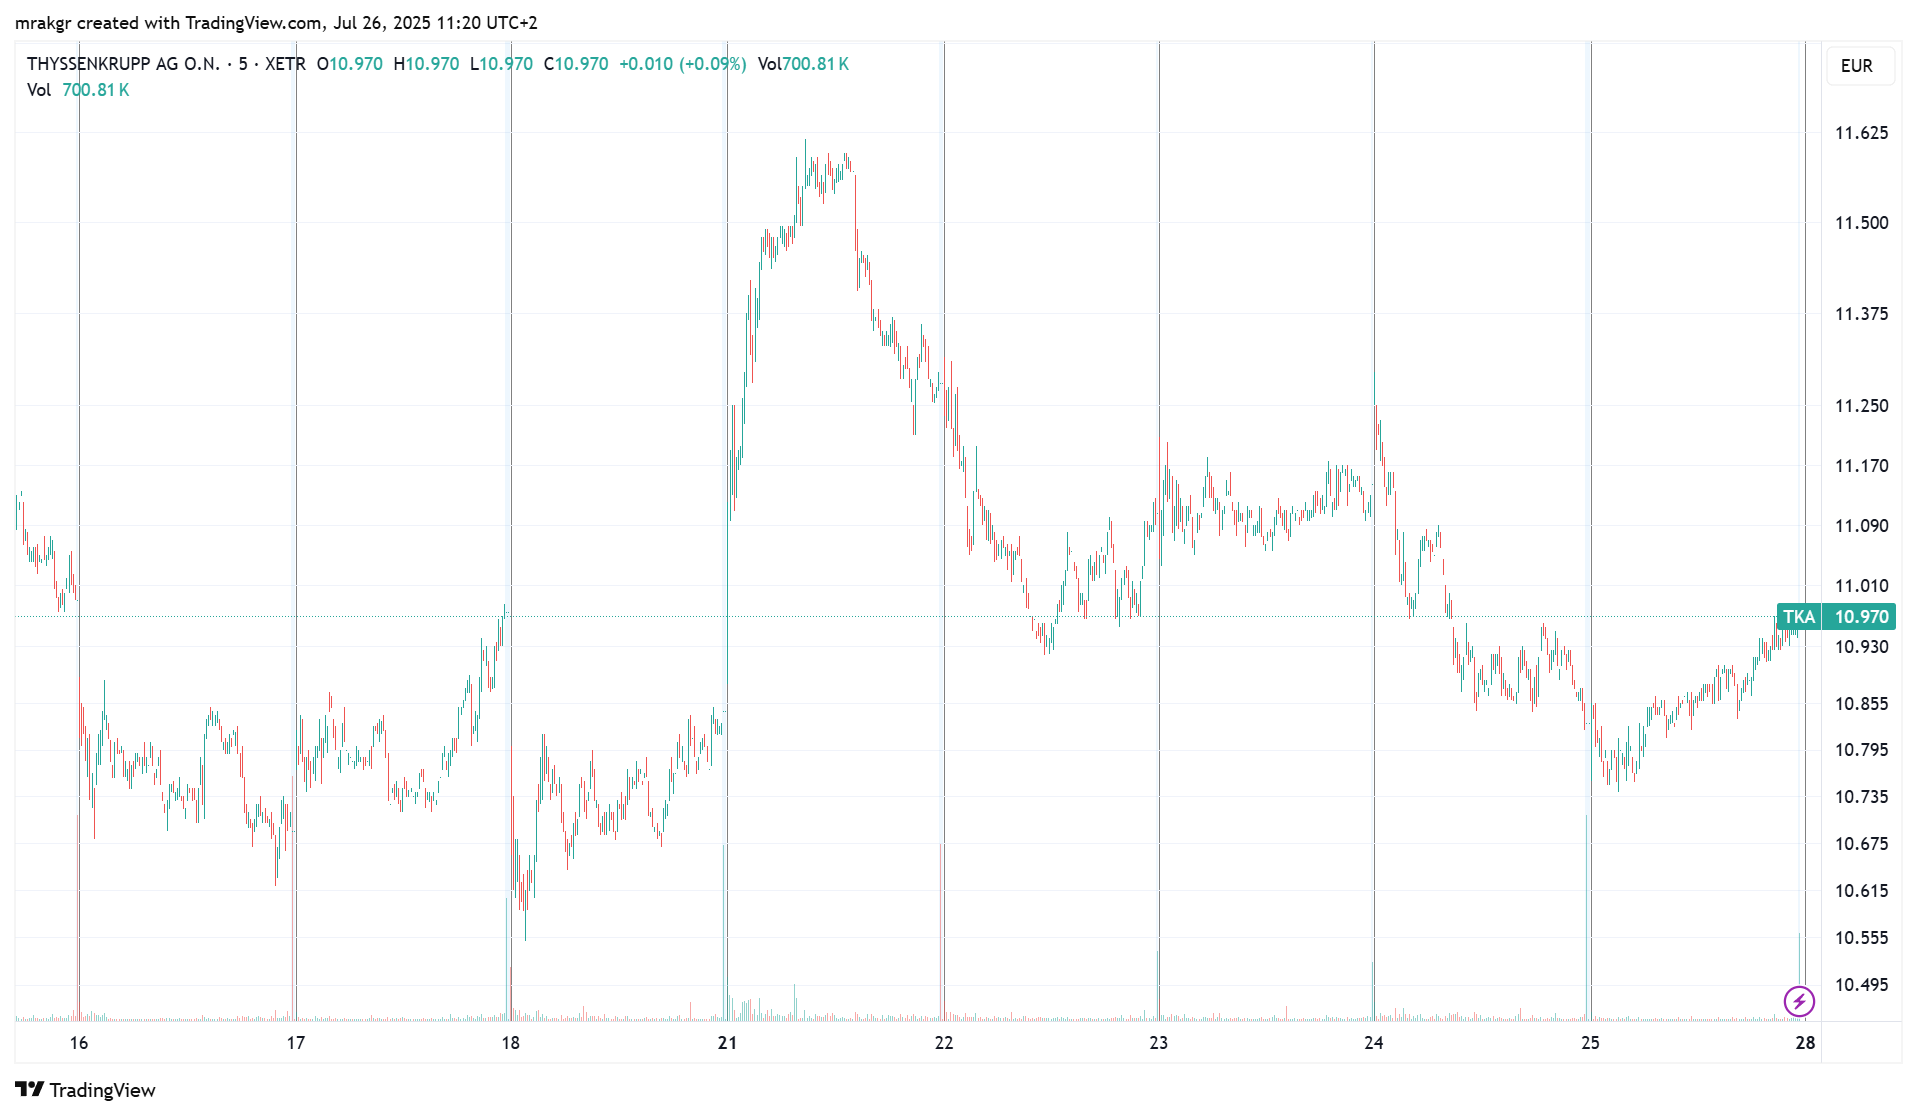 mrakgr created with TradingView.com, Jul 26, 2025 11:20 UTC+2
THYSSENKRUPP AG O.N. · 5 · XETR O10.970 H10.970 L10.970 C10.970 +0.010 (+0.09%) Vol700.81 K
Vol 700.81 K
EUR
11.625
11.500
11.375
11.250
11.170
11.090
11.010
TKA 10.970
10.930
10.855
10.795
10.735
10.675
10.615
10.555
10.495
16 17 18 21 22 23 24 25 28
TradingView